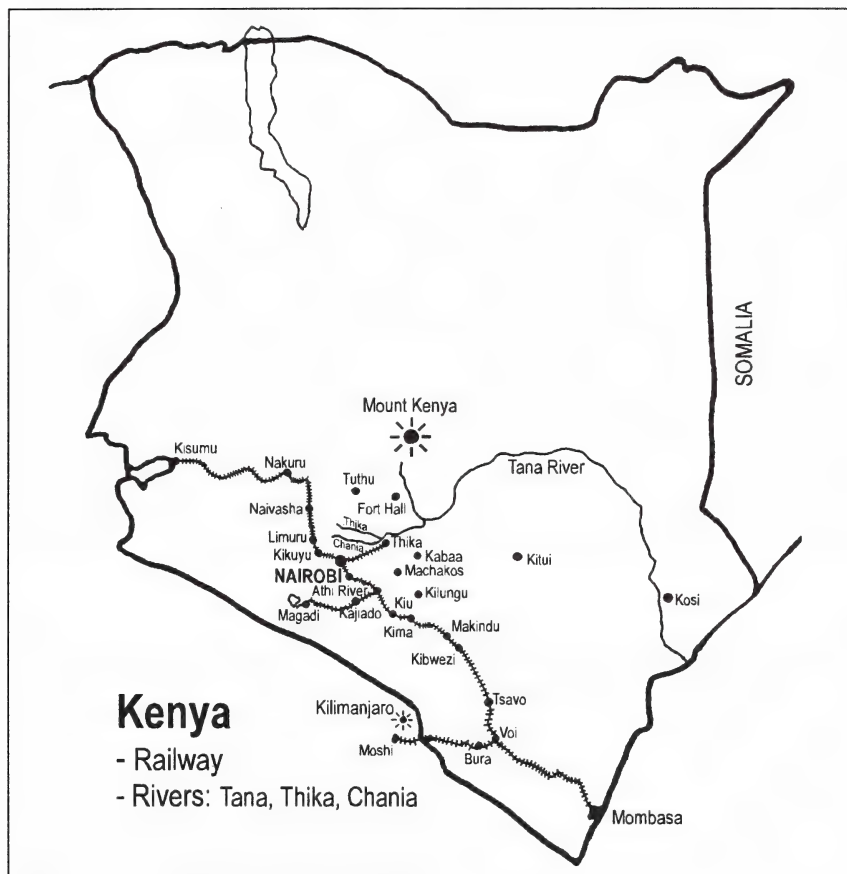 SOMALIA
Mount Kenya
Kisumu
Nakuru
Tana River
Tuthu
Fort Hall
Naivasha
Thika
Limuru
Chania
Thika
Kikuyu
Kabaa
Kitui
NAIROBI
Machakos
Athi River
Kilungu
Kosi
Magadi
Kajiado
Kiu
Kima
Makindu
Kibwezi
Kenya
Kilimanjaro
Tsavo
Voi
Moshi
Bura
- Railway
- Rivers: Tana, Thika, Chania
Mombasa